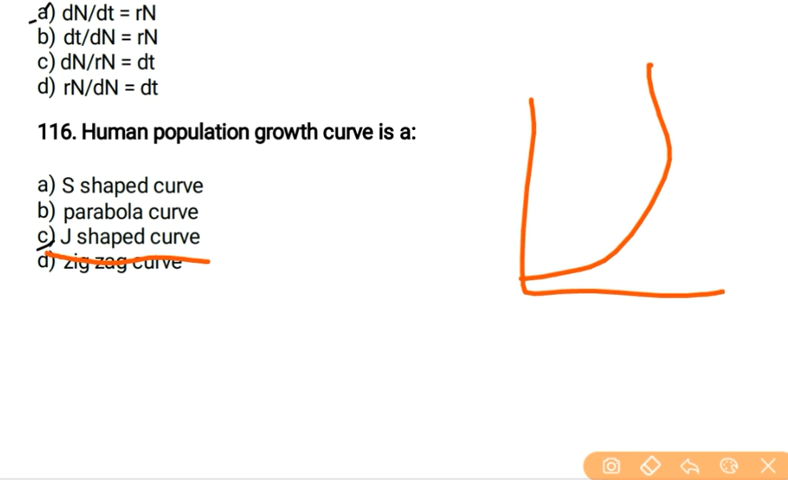 a) dN/dt = rN
b) dt/dN = rN
c) dN/rN = dt
d) rN/dN = dt
116. Human population growth curve is a:
a) S shaped curve
b) parabola curve
c) J shaped curve
d) zig zag curve